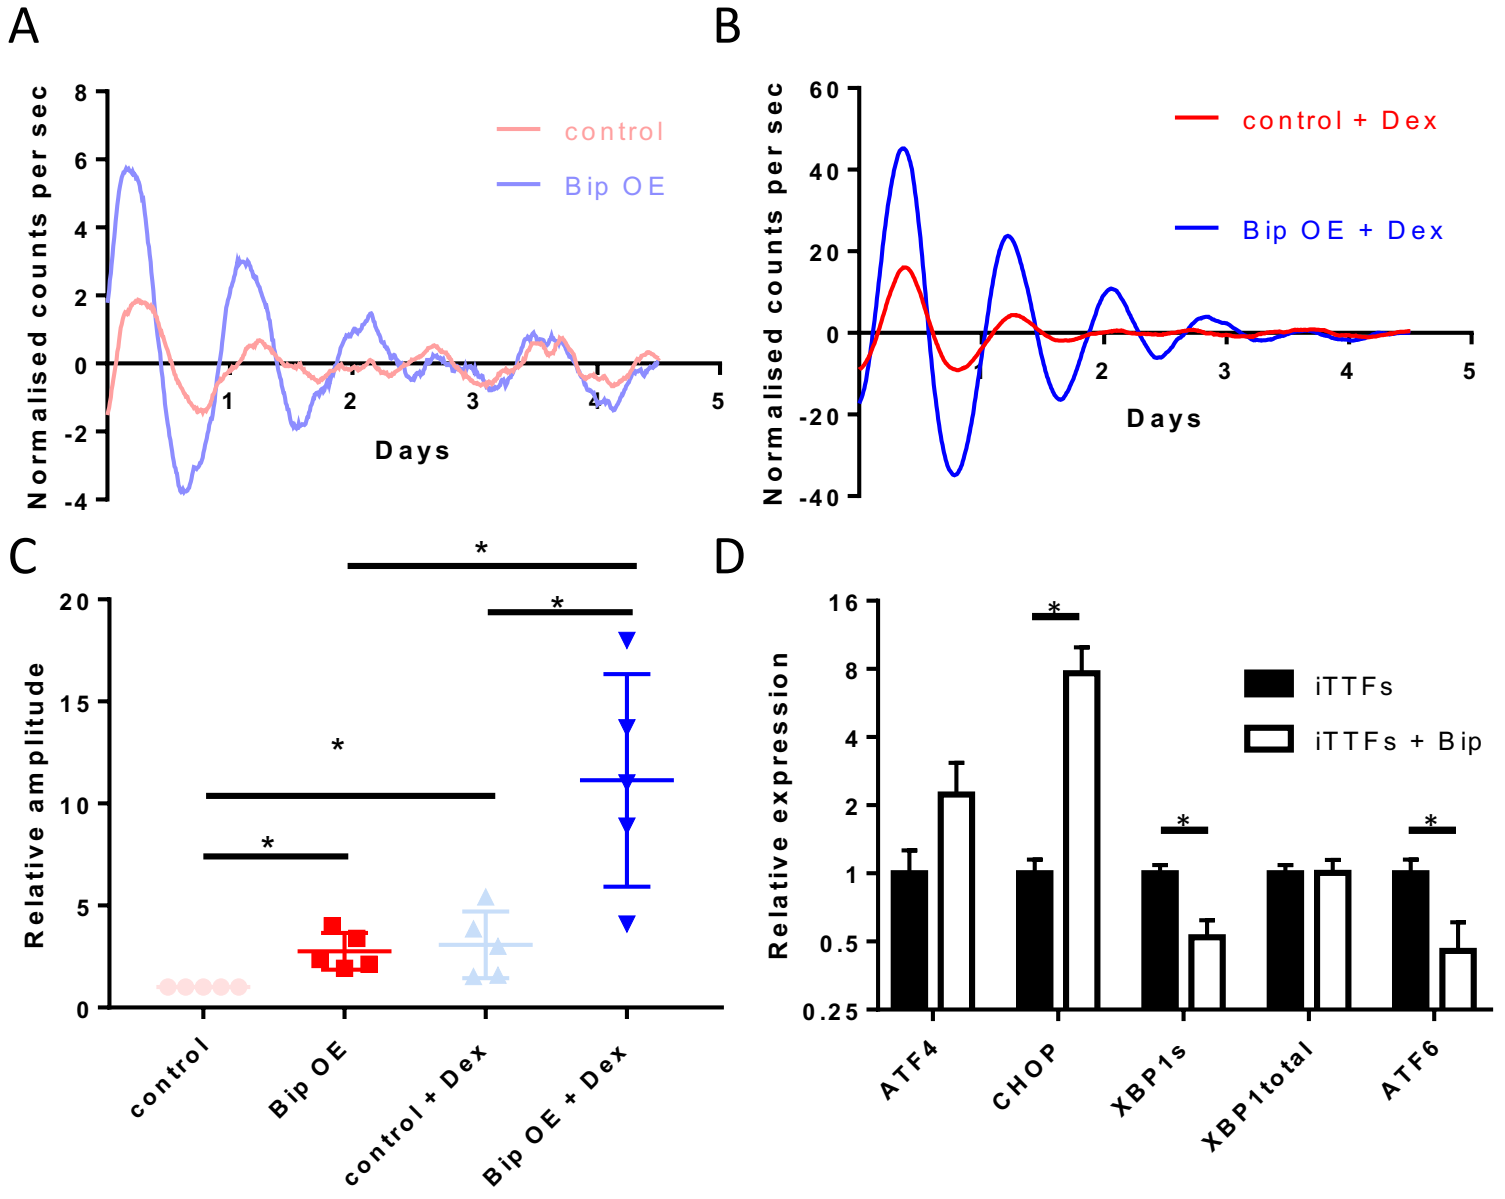 A
Normalised counts per sec
8
6
4
2
0
-2
-4
1
2
3
4
5
Days
control
Bip OE
B
Normalised counts per sec
60
40
20
0
-20
-40
1
2
3
4
5
Days
control + Dex
Bip OE + Dex
C
Relative amplitude
20
15
10
5
0
*
*
*
*
control
Bip OE
control + Dex
Bip OE + Dex
D
Relative expression
16
8
4
2
1
0.5
0.25
*
*
*
iTTFs
iTTFs + Bip
ATF4
CHOP
XBP1s
XBP1total
ATF6